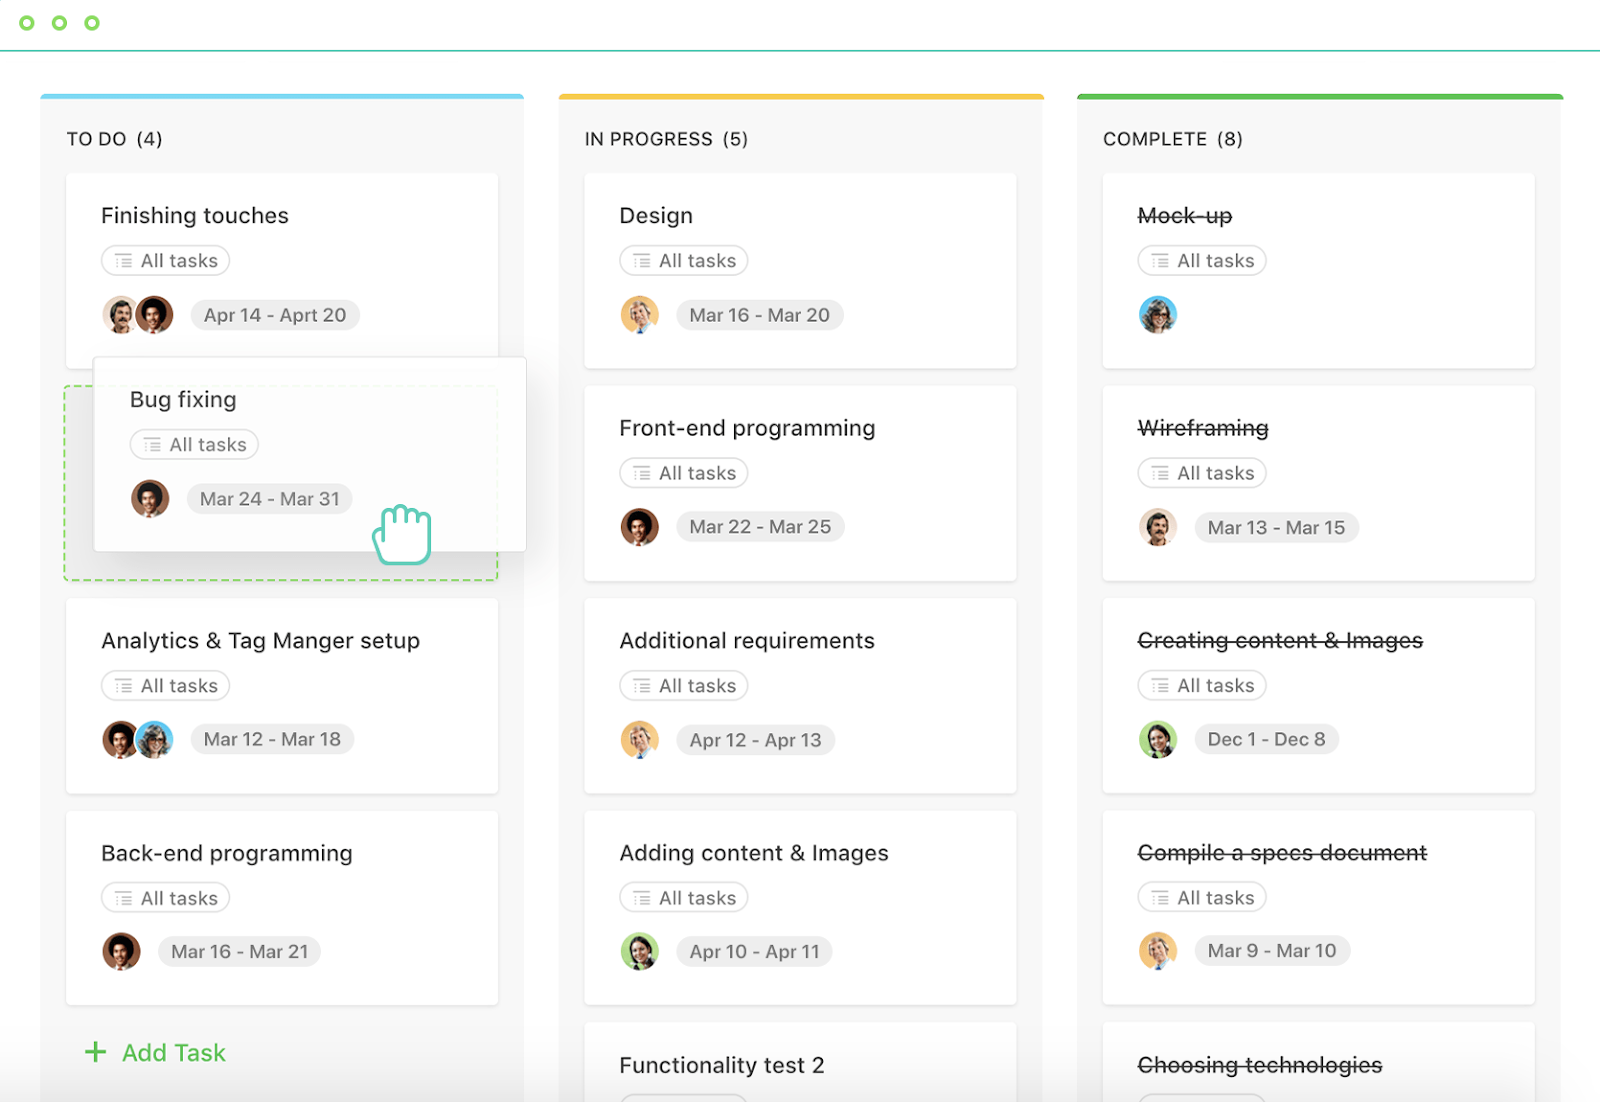 TO DO (4)
Finishing touches
All tasks
Apr 14 - Aprt 20
Bug fixing
All tasks
Mar 24 - Mar 31
Analytics & Tag Manger setup
All tasks
Mar 12 - Mar 18
Back-end programming
All tasks
Mar 16 - Mar 21
+ Add Task
IN PROGRESS (5)
Design
All tasks
Mar 16 - Mar 20
Front-end programming
All tasks
Mar 22 - Mar 25
Additional requirements
All tasks
Apr 12 - Apr 13
Adding content & Images
All tasks
Apr 10 - Apr 11
Functionality test 2
COMPLETE (8)
Mock-up
All tasks
Wireframing
All tasks
Mar 13 - Mar 15
Creating content & Images
All tasks
Dec 1 - Dec 8
Compile a specs document
All tasks
Mar 9 - Mar 10
Choosing technologies